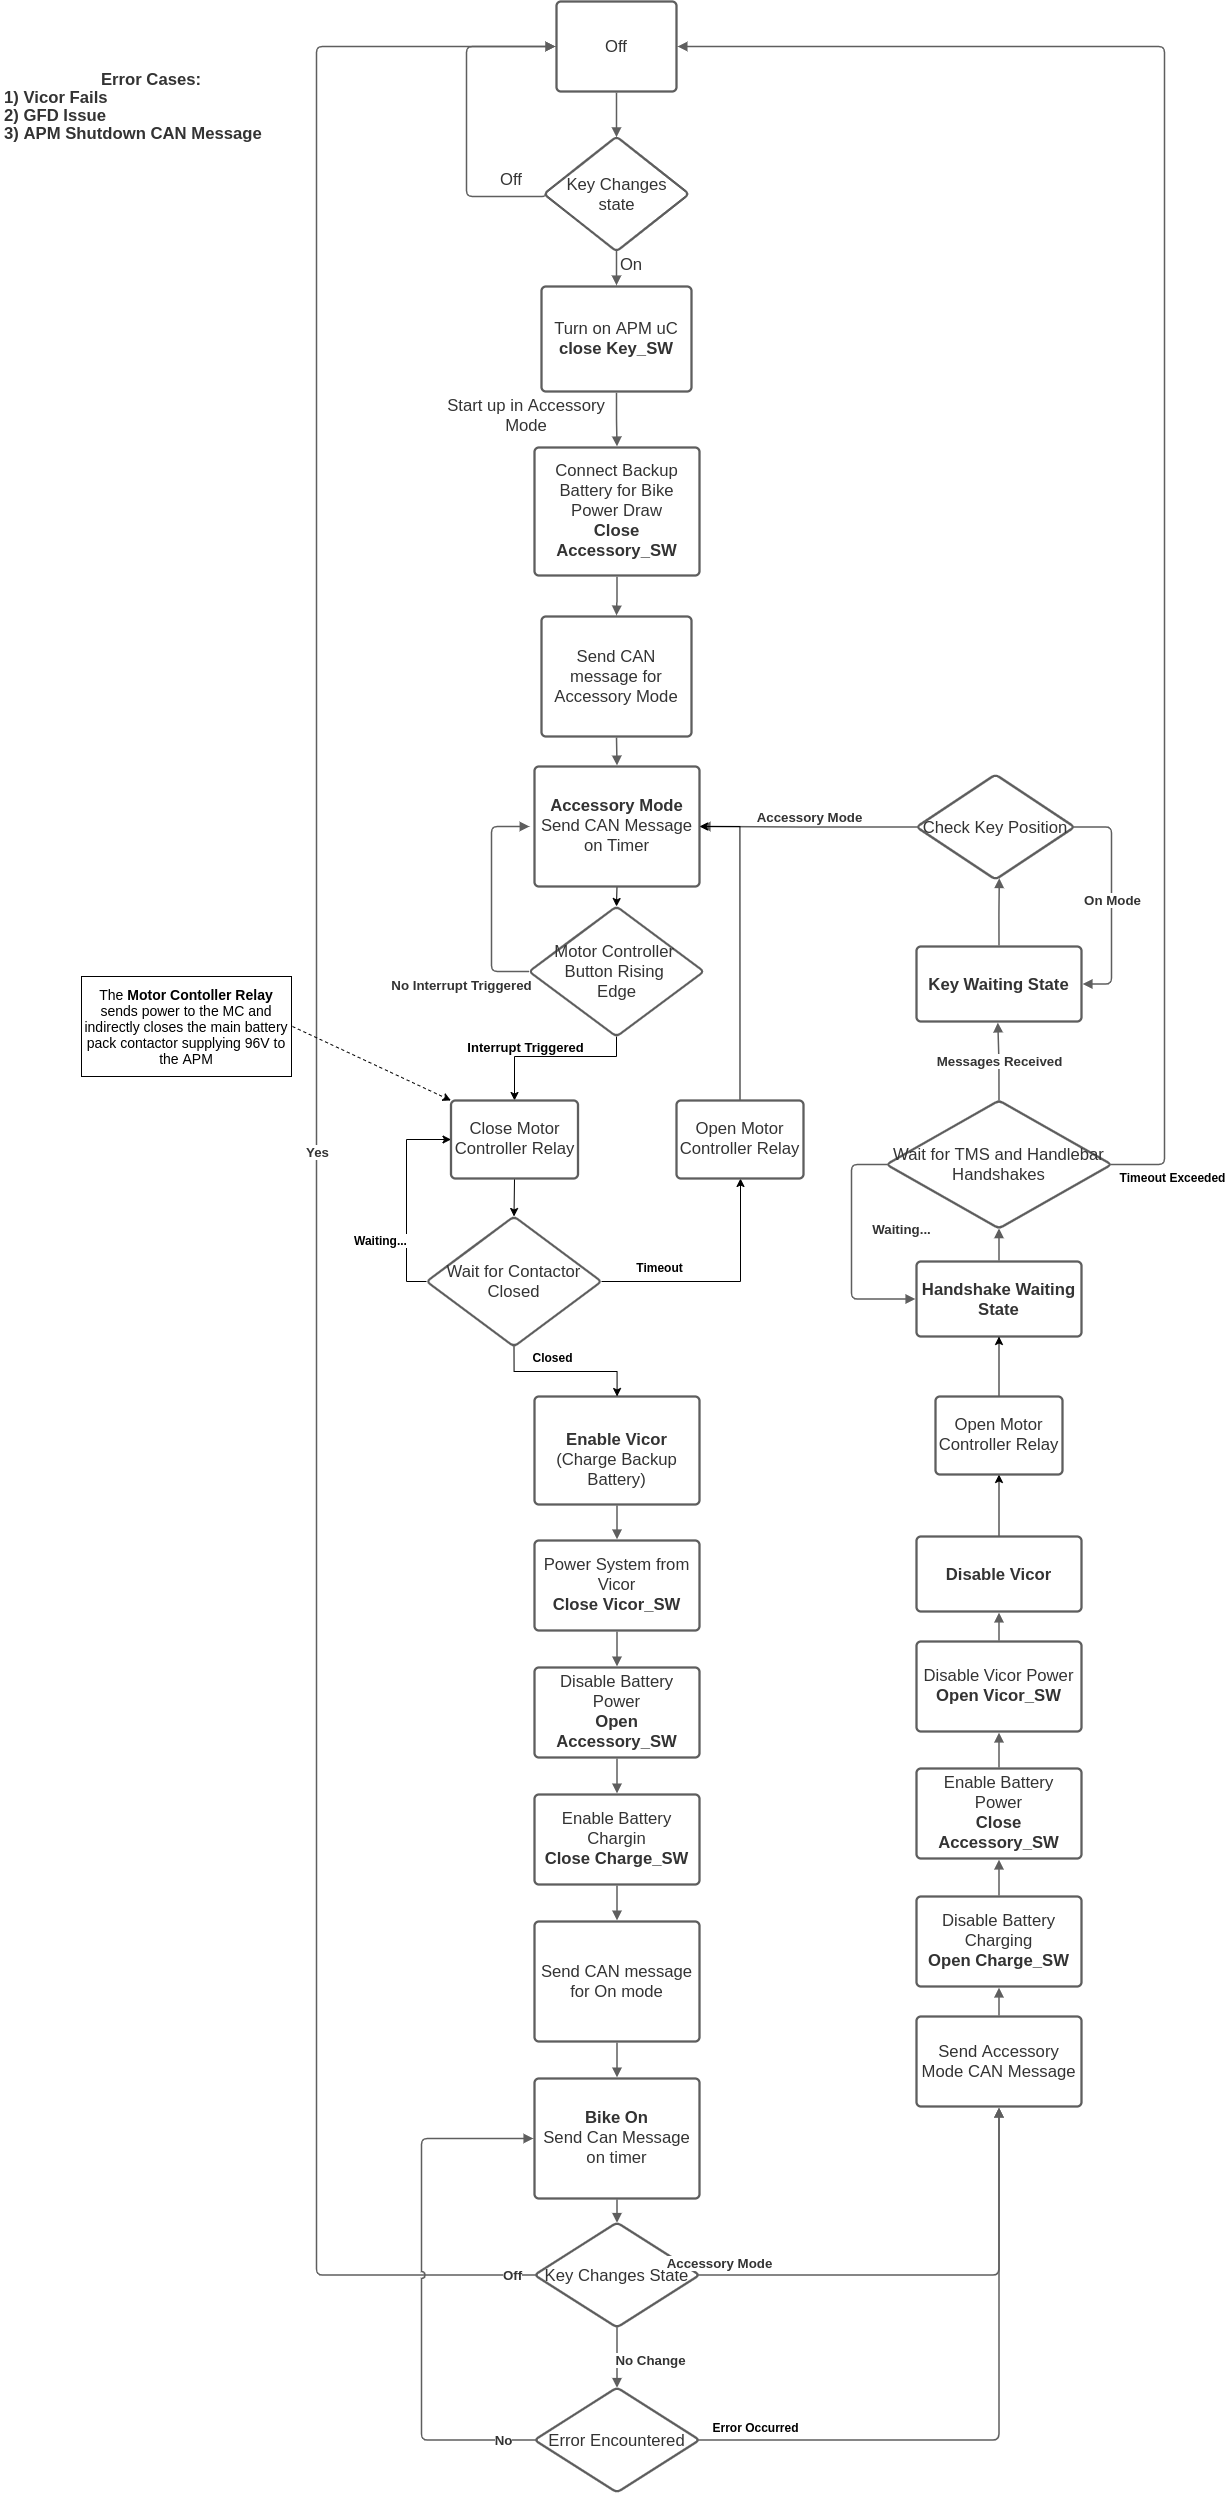 Off
Error Cases:
1) Vicor Fails
2) GFD Issue
3) APM Shutdown CAN Message
Off
Key Changes
state
On
Turn on APM uC
close Key_SW
Start up in Accessory
Mode
Connect Backup
Battery for Bike
Power Draw
Close
Accessory_SW
Send CAN
message for
Accessory Mode
Accessory Mode
Send CAN Message
on Timer
Accessory Mode
Check Key Position
On Mode
Motor Controller
Button Rising
Edge
No Interrupt Triggered
Key Waiting State
The Motor Contoller Relay
sends power to the MC and
indirectly closes the main battery
pack contactor supplying 96V to
the APM
Interrupt Triggered
Messages Received
Close Motor
Controller Relay
Open Motor
Controller Relay
Yes
Wait for TMS and Handlebar
Handshakes
Timeout Exceeded
Waiting...
Waiting...
Wait for Contactor
Closed
Timeout
Handshake Waiting
State
Closed
Enable Vicor
(Charge Backup
Battery)
Open Motor
Controller Relay
Power System from
Vicor
Close Vicor_SW
Disable Vicor
Disable Battery
Power
Open
Accessory_SW
Disable Vicor Power
Open Vicor_SW
Enable Battery
Chargin
Close Charge_SW
Enable Battery
Power
Close
Accessory_SW
Send CAN message
for On mode
Disable Battery
Charging
Open Charge_SW
Send Accessory
Mode CAN Message
Bike On
Send Can Message
on timer
Accessory Mode
Off
Key Changes State
No Change
Error Occurred
No
Error Encountered